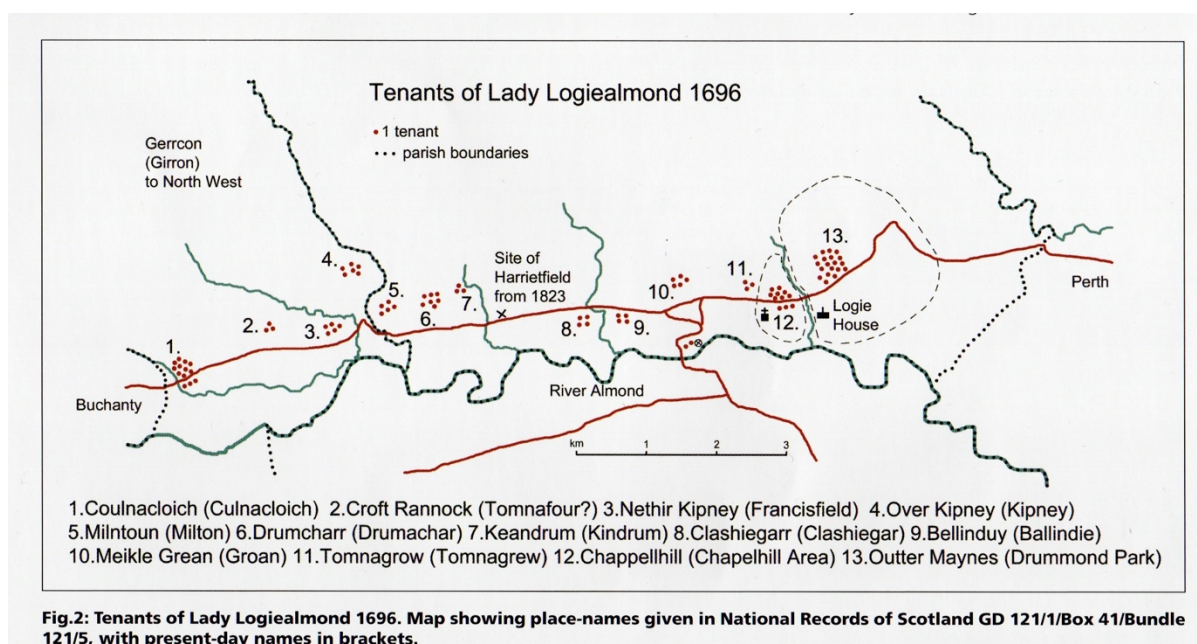 Tenants of Lady Logiealmond 1696
• 1 tenant
••• parish boundaries
Gerrcon
(Girron)
to North West
13.
4.
Site of
Harrietfield
from 1823
11.
10.
Perth
5.
6.
7.
Logie
House
2.
3.
8.
9.
12.
1.
River Almond
Buchanty
km 1 2 3
1.Coulnacloich (Culnacloich) 2.Croft Rannock (Tomnafour?) 3.Nethir Kipney (Francisfield) 4.Over Kipney (Kipney)
5.Milntoun (Milton) 6.Drumcharr (Drumachar) 7.Keandrum (Kindrum) 8.Clashiegarr (Clashiegar) 9.Bellinduy (Ballindie)
10.Meikle Grean (Groan) 11.Tomnagrow (Tomnagrew) 12.Chappellhill (Chapelhill Area) 13.Outter Maynes (Drummond Park)
Fig.2: Tenants of Lady Logiealmond 1696. Map showing place-names given in National Records of Scotland GD 121/1/Box 41/Bundle
121/5, with present-day names in brackets.